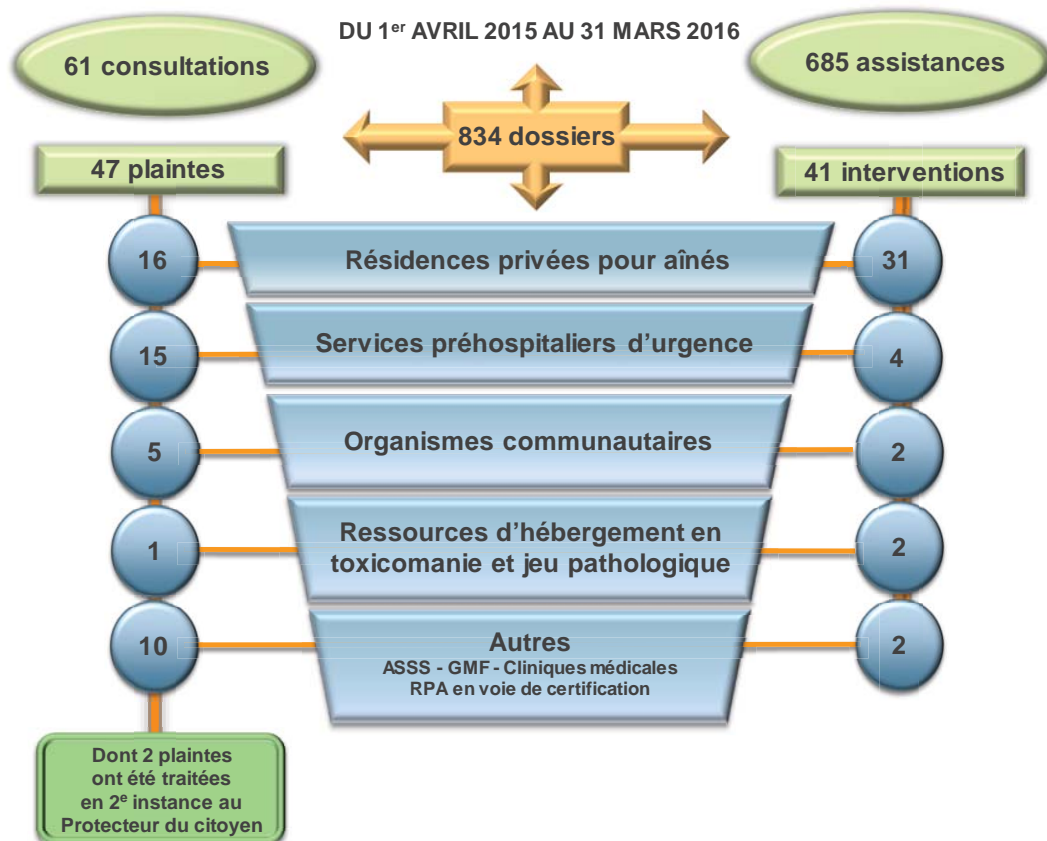 DU 1er AVRIL 2015 AU 31 MARS 2016
61 consultations
685 assistances
834 dossiers
47 plaintes
41 interventions
16
Résidences privées pour aînés
31
15
Services préhospitaliers d'urgence
4
5
Organismes communautaires
2
1
Ressources d'hébergement en
toxicomanie et jeu pathologique
2
10
Autres
ASSS - GMF - Cliniques médicales
RPA en voie de certification
2
Dont 2 plaintes
ont été traitées
en 2e instance au
Protecteur du citoyen